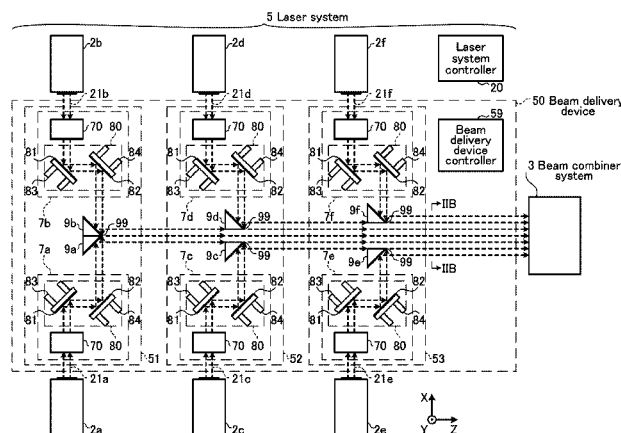 5 Laser system
2b 2d 2f
Laser
system
controller
20
21b 21d 21f
59
50 Beam delivery
device
70 80 70 80 70 80
Beam
delivery
device
controller
81 84 81 84 81 84
3 Beam combiner
system
83 82 83 82 83 82
7b 9b 99 7d 9d 99 7f 9f 99 IIB
7a 9a 7c 9c 99 7e 9e 99 IIB
83 82 83 82 83 82
81 84 81 84 81 84
70 80 70 80 70 80
51 52 53
21a 21c 21e
X
Y Z
2a 2c 2e